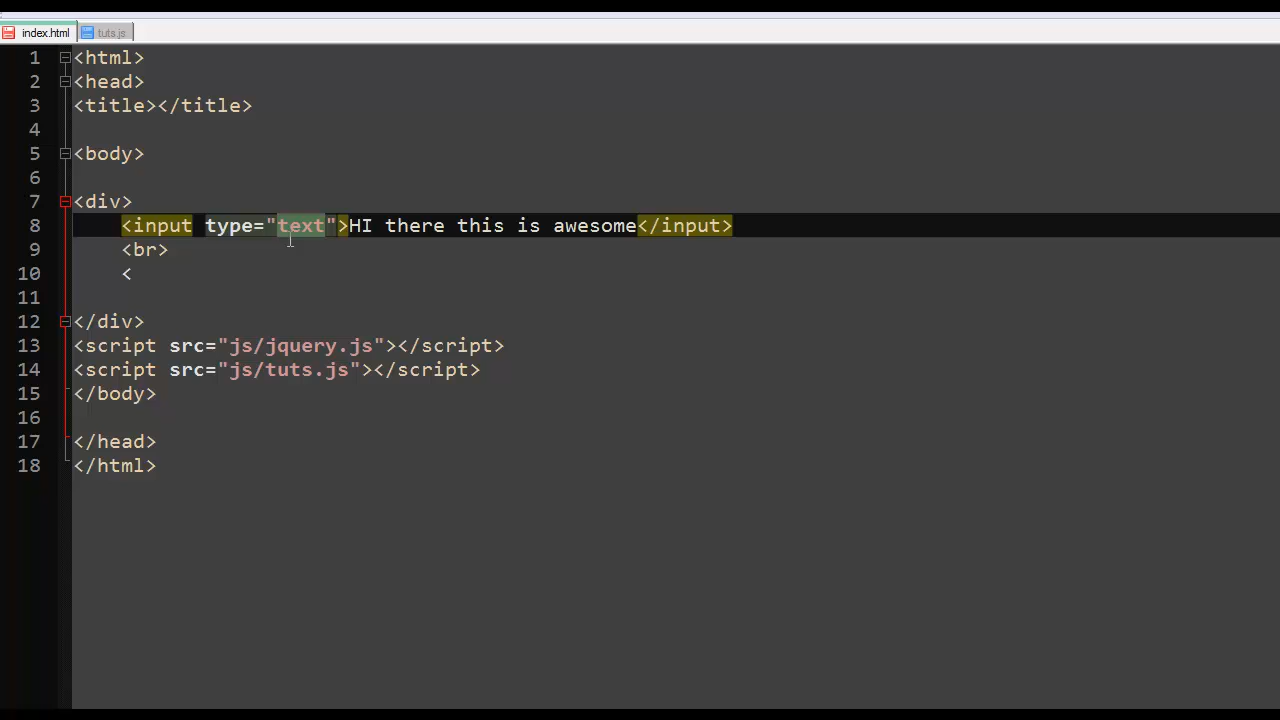 index.html tuts.js
1 <html>
2 <head>
3 <title></title>
4
5 <body>
6
7 <div>
8 <input type="text">HI there this is awesome</input>
9 <br>
10 <
11
12 </div>
13 <script src="js/jquery.js"></script>
14 <script src="js/tuts.js"></script>
15 </body>
16
17 </head>
18 </html>